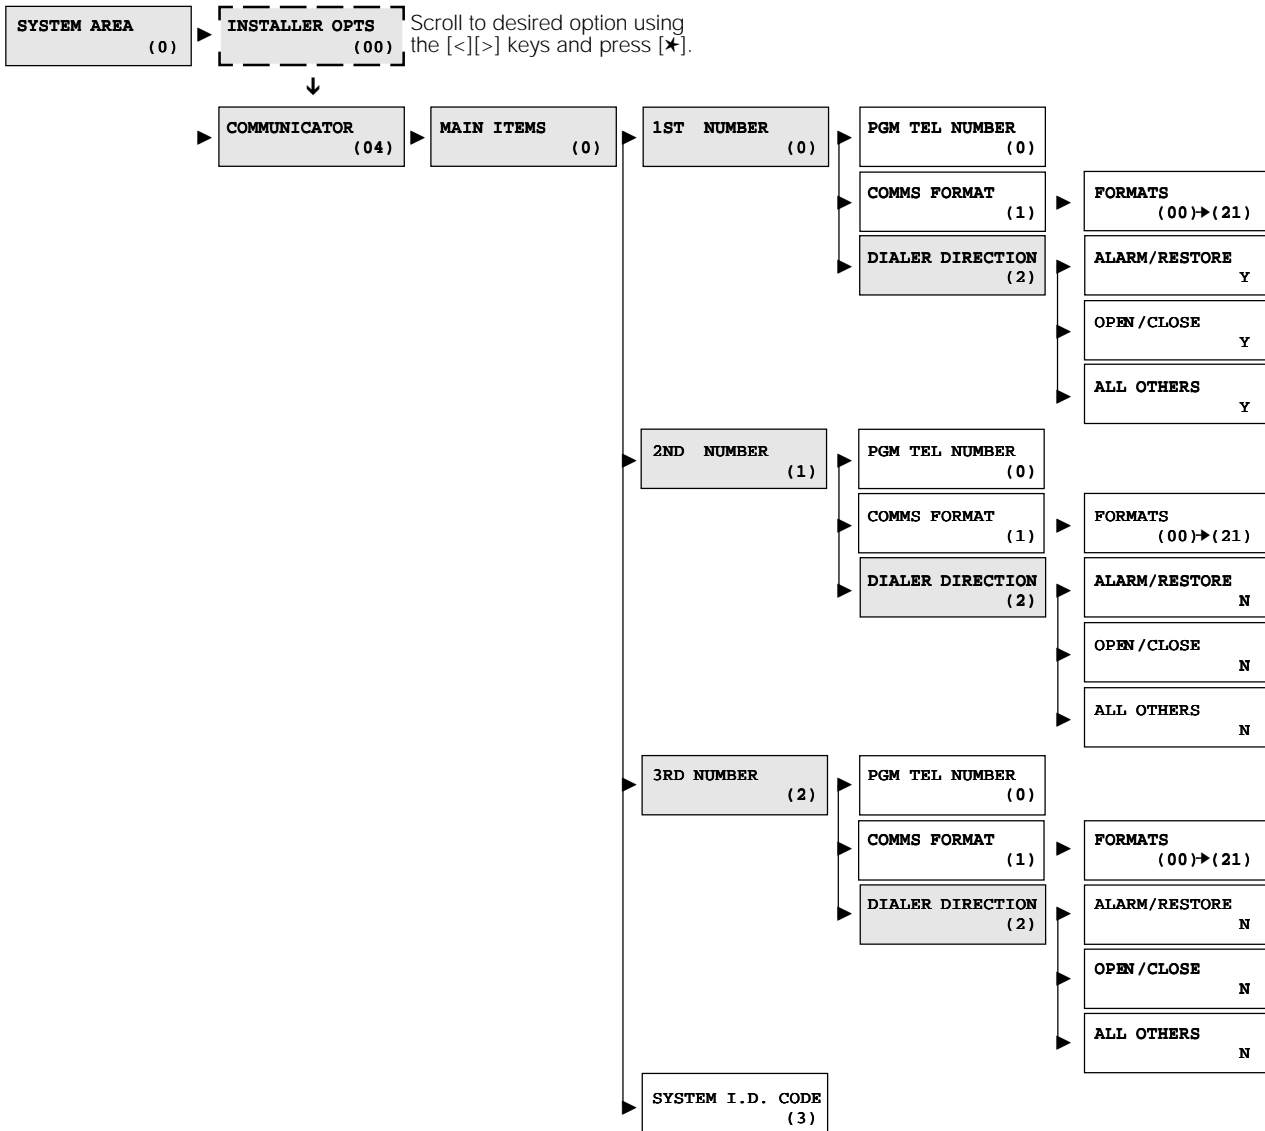 SYSTEM AREA
(0)
INSTALLER OPTS
(00)
Scroll to desired option using
the [<][>] keys and press [✶].
COMMUNICATOR
(04)
MAIN ITEMS
(0)
1ST NUMBER
(0)
PGM TEL NUMBER
(0)
COMMS FORMAT
(1)
FORMATS
(00)→(21)
DIALER DIRECTION
(2)
ALARM/RESTORE
Y
OPEN/CLOSE
Y
ALL OTHERS
Y
2ND NUMBER
(1)
PGM TEL NUMBER
(0)
COMMS FORMAT
(1)
FORMATS
(00)→(21)
DIALER DIRECTION
(2)
ALARM/RESTORE
N
OPEN/CLOSE
N
ALL OTHERS
N
3RD NUMBER
(2)
PGM TEL NUMBER
(0)
COMMS FORMAT
(1)
FORMATS
(00)→(21)
DIALER DIRECTION
(2)
ALARM/RESTORE
N
OPEN/CLOSE
N
ALL OTHERS
N
SYSTEM I.D. CODE
(3)